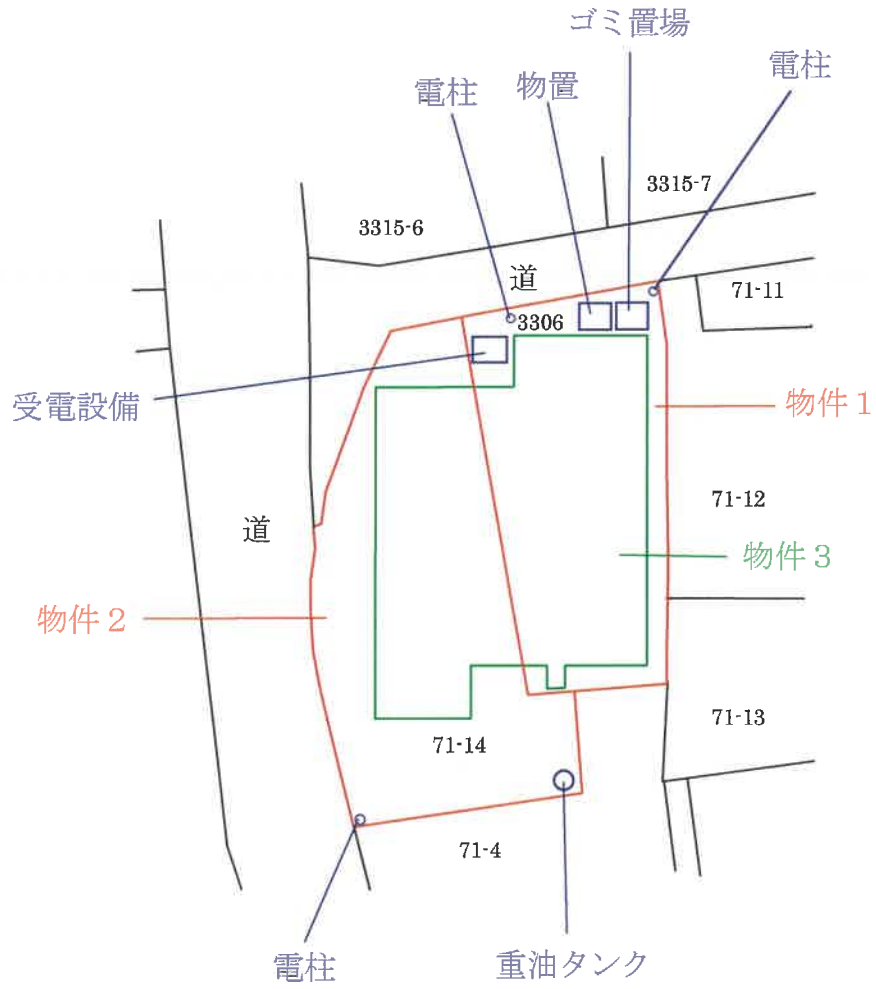 ゴミ置場
電柱
電柱
物置
3315-7
3315-6
道
71-11
3306
受電設備
物件1
71-12
道
物件3
物件2
71-13
71-14
71-4
電柱
重油タンク